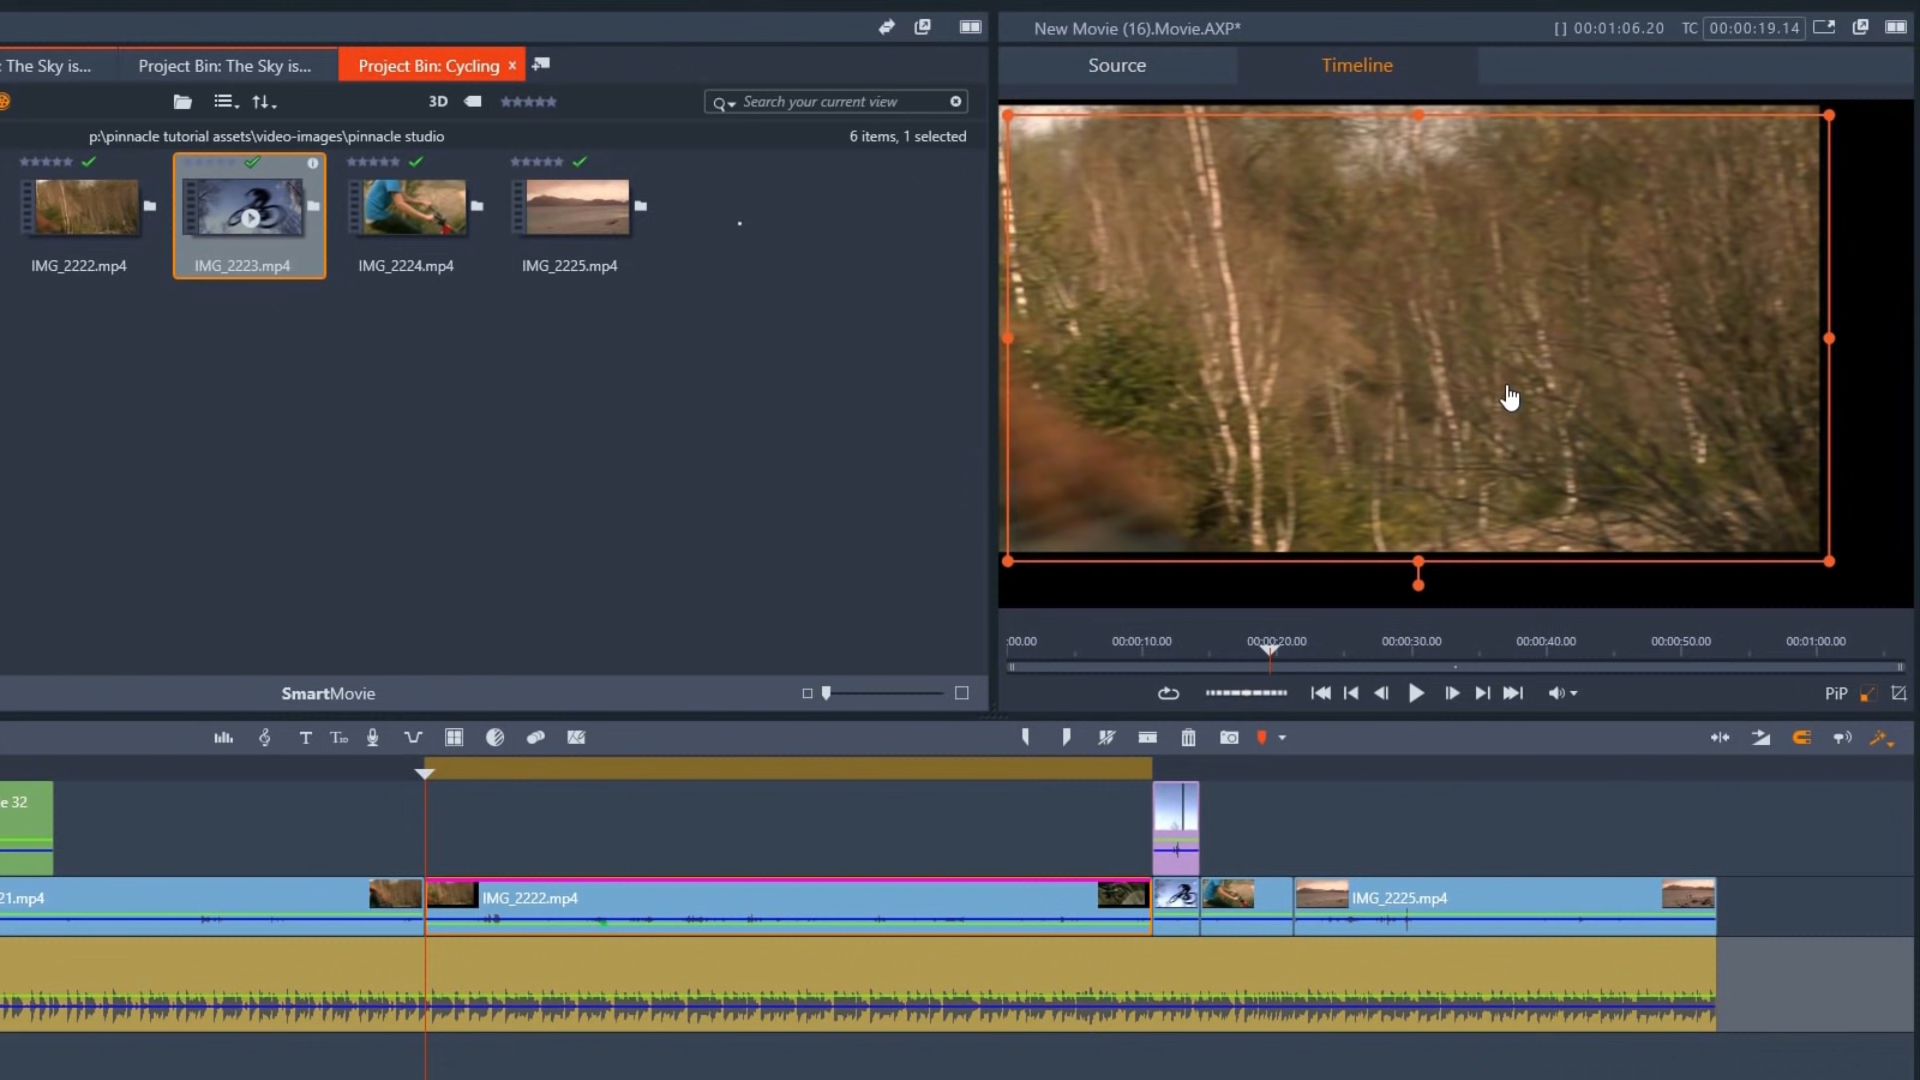 New Movie (16).Movie.AXP*
[ ] 00:01:06.20 TC 00:00:19.14
: The Sky is...
Project Bin: The Sky is...
Project Bin: Cycling x
Source
Timeline
3D
Search your current view
p:\pinnacle tutorial assets\video-images\pinnacle studio
6 items, 1 selected
IMG_2222.mp4
IMG_2223.mp4
IMG_2224.mp4
IMG_2225.mp4
:00.00
00:00:10.00
00:00:20.00
00:00:30.00
00:00:40.00
00:00:50.00
00:01:00.00
SmartMovie
PiP
e 32
21.mp4
IMG_2222.mp4
IMG_2225.mp4